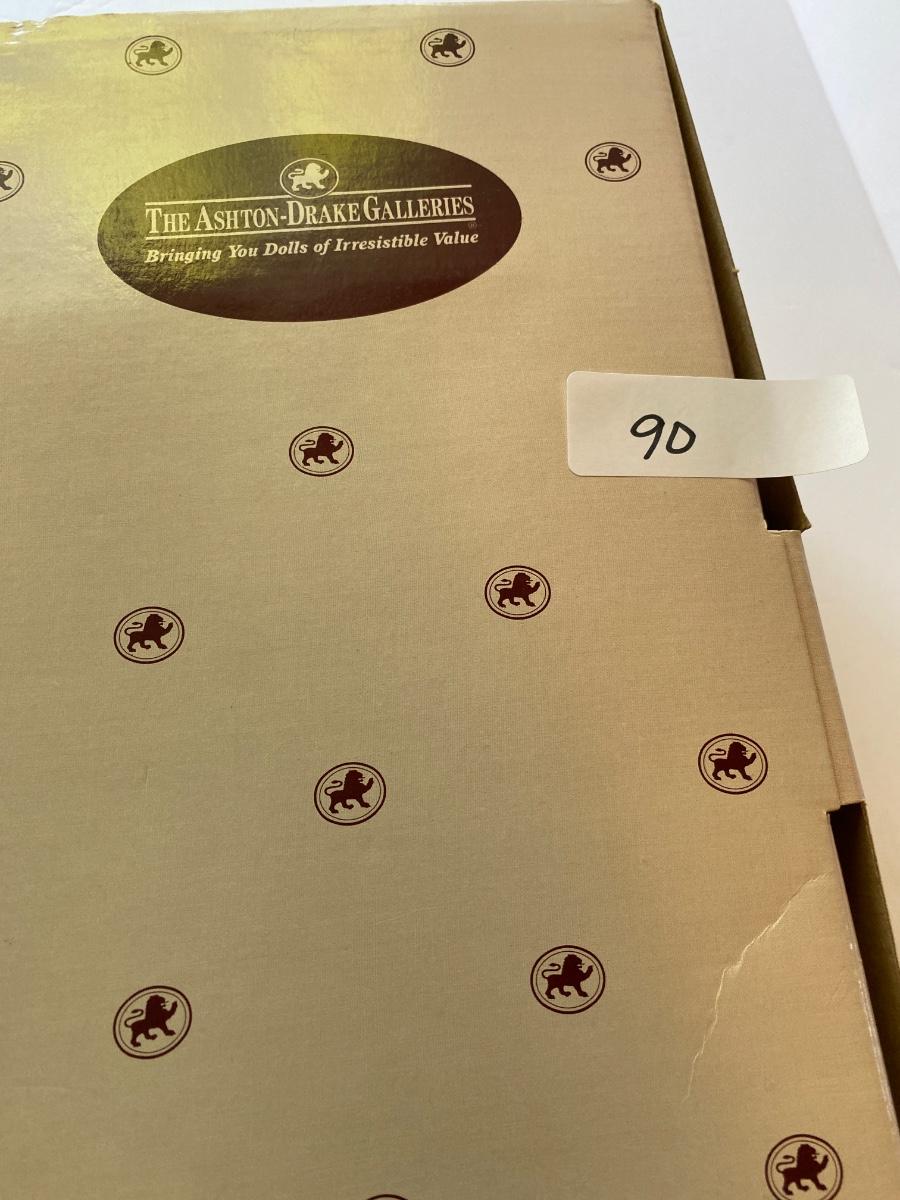 THE ASHTON-DRAKE GALLERIES
®
Bringing You Dolls of Irresistible Value
90